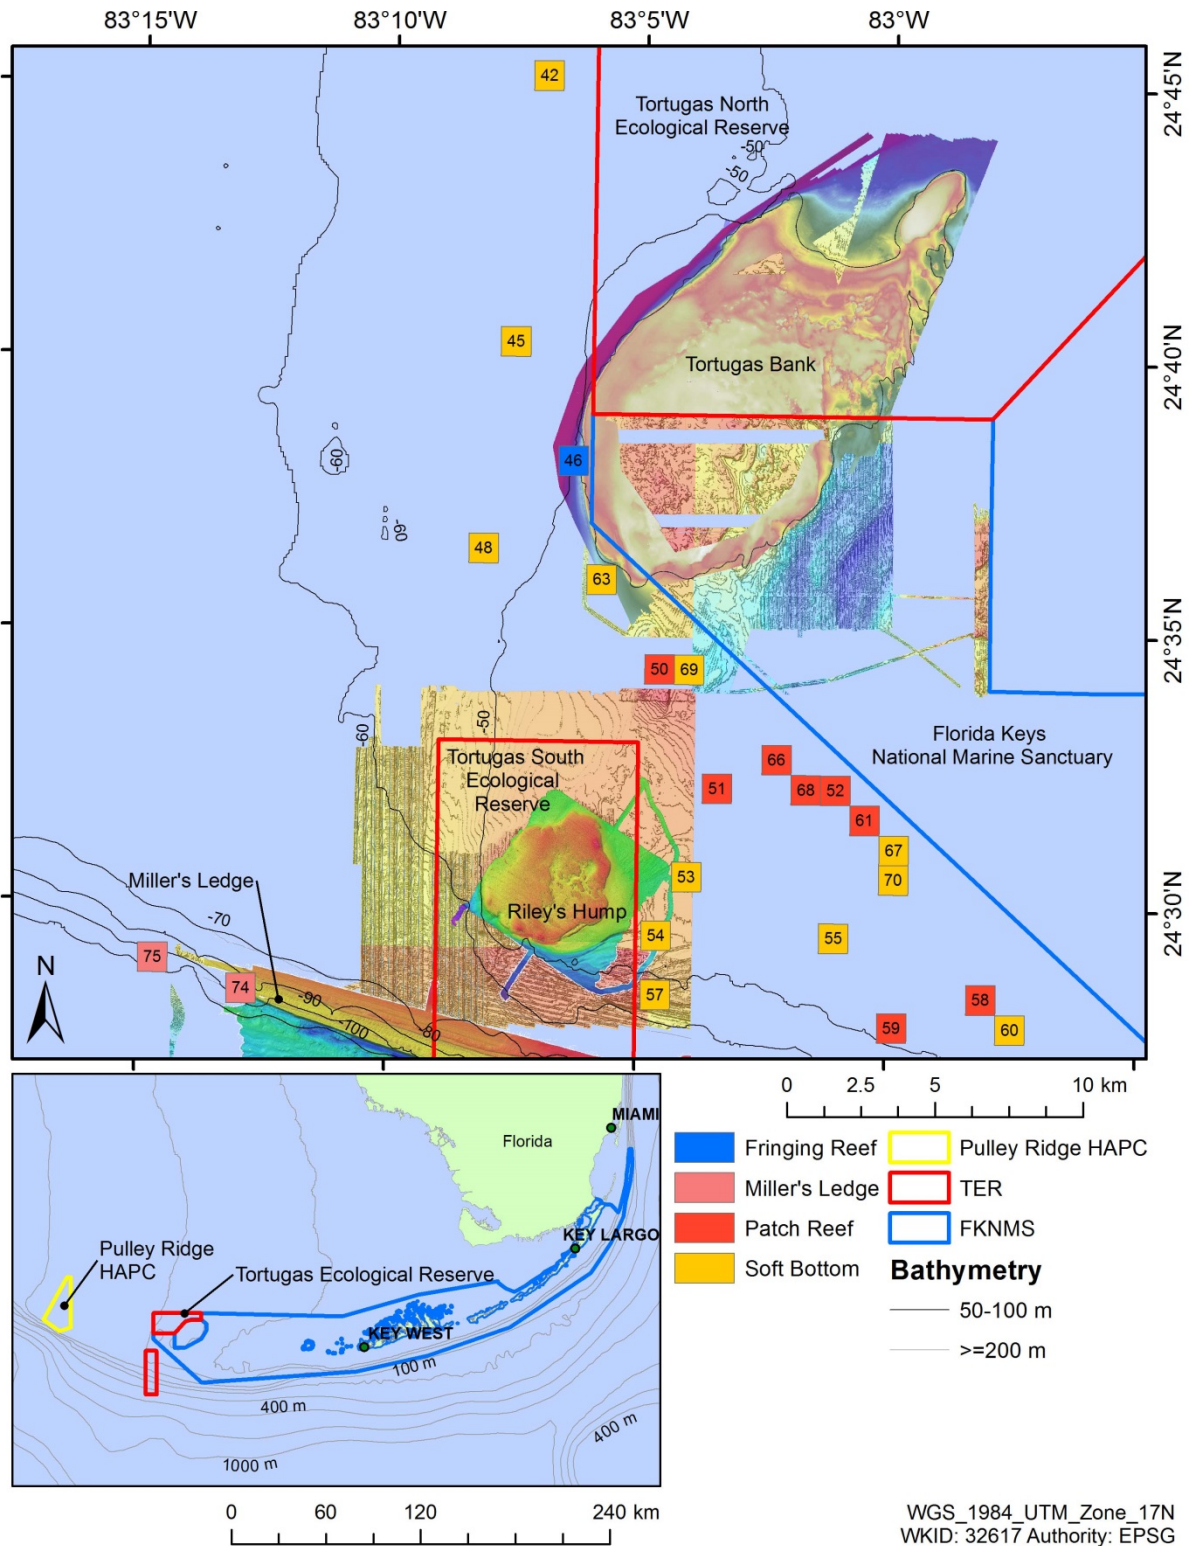 83°15'W
83°10'W
83°5'W
83°W
42
Tortugas North
Ecological Reserve
-50
-50
24°45'N
45
Tortugas Bank
24°40'N
-60
46
-60
48
63
24°35'N
50
69
-50
-60
Florida Keys
National Marine Sanctuary
Tortugas South
Ecological
Reserve
51
66
68
52
61
67
70
53
Miller's Ledge
Riley's Hump
24°30'N
-70
54
55
75
74
-90
-100
-80
57
58
59
60
N
0
2.5
5
10 km
MIAMI
Florida
KEY LARGO
Pulley Ridge
HAPC
Tortugas Ecological Reserve
KEY WEST
100 m
400 m
400 m
1000 m
Fringing Reef
Miller's Ledge
Patch Reef
Soft Bottom
Pulley Ridge HAPC
TER
FKNMS
Bathymetry
50-100 m
>=200 m
0
60
120
240 km
WGS_1984_UTM_Zone_17N
WKID: 32617 Authority: EPSG